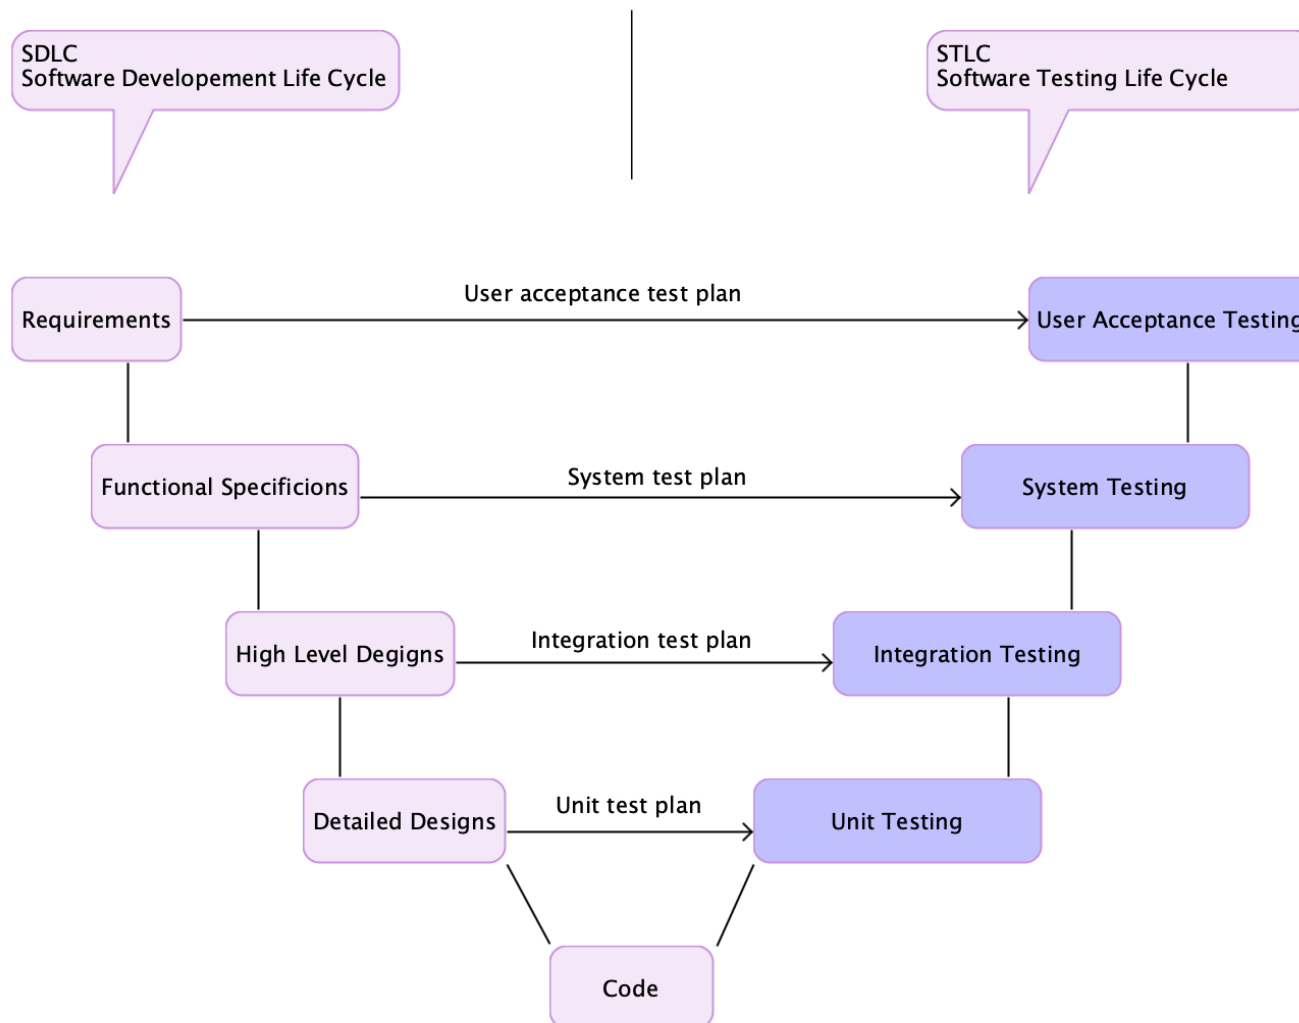 SDLC
Software Developement Life Cycle
STLC
Software Testing Life Cycle
User acceptance test plan
Requirements
User Acceptance Testing
System test plan
Functional Specificions
System Testing
Integration test plan
High Level Degigns
Integration Testing
Unit test plan
Detailed Designs
Unit Testing
Code